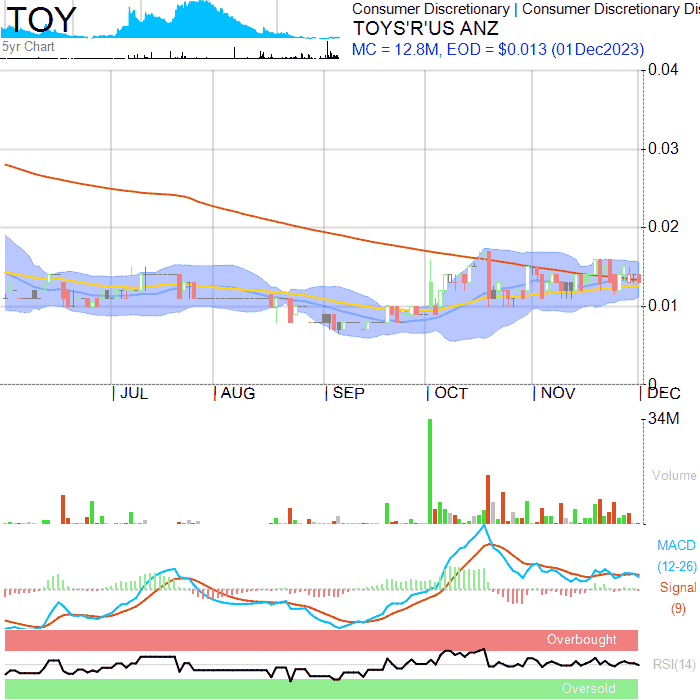 TOY
5yr Chart
Consumer Discretionary | Consumer Discretionary Dis
TOYS'R'US ANZ
MC = 12.8M, EOD = $0.013 (01Dec2023)
0.04
0.03
0.02
0.01
0
JUL
AUG
SEP
OCT
NOV
DEC
34M
Volume
MACD
(12-26)
Signal
(9)
Overbought
RSI(14)
Oversold